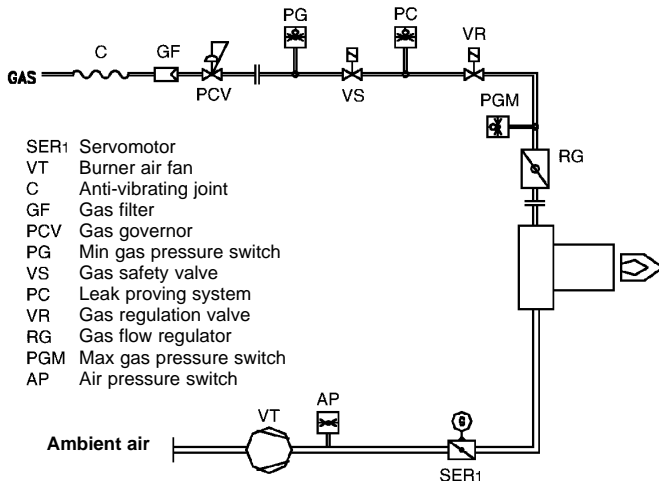 PG
PC
VR
C
GF
GAS
PCV
VS
PGM
RG
SER1 Servomotor
VT Burner air fan
C Anti-vibrating joint
GF Gas filter
PCV Gas governor
PG Min gas pressure switch
VS Gas safety valve
PC Leak proving system
VR Gas regulation valve
RG Gas flow regulator
PGM Max gas pressure switch
AP Air pressure switch
VT
AP
G
Ambient air
SER1